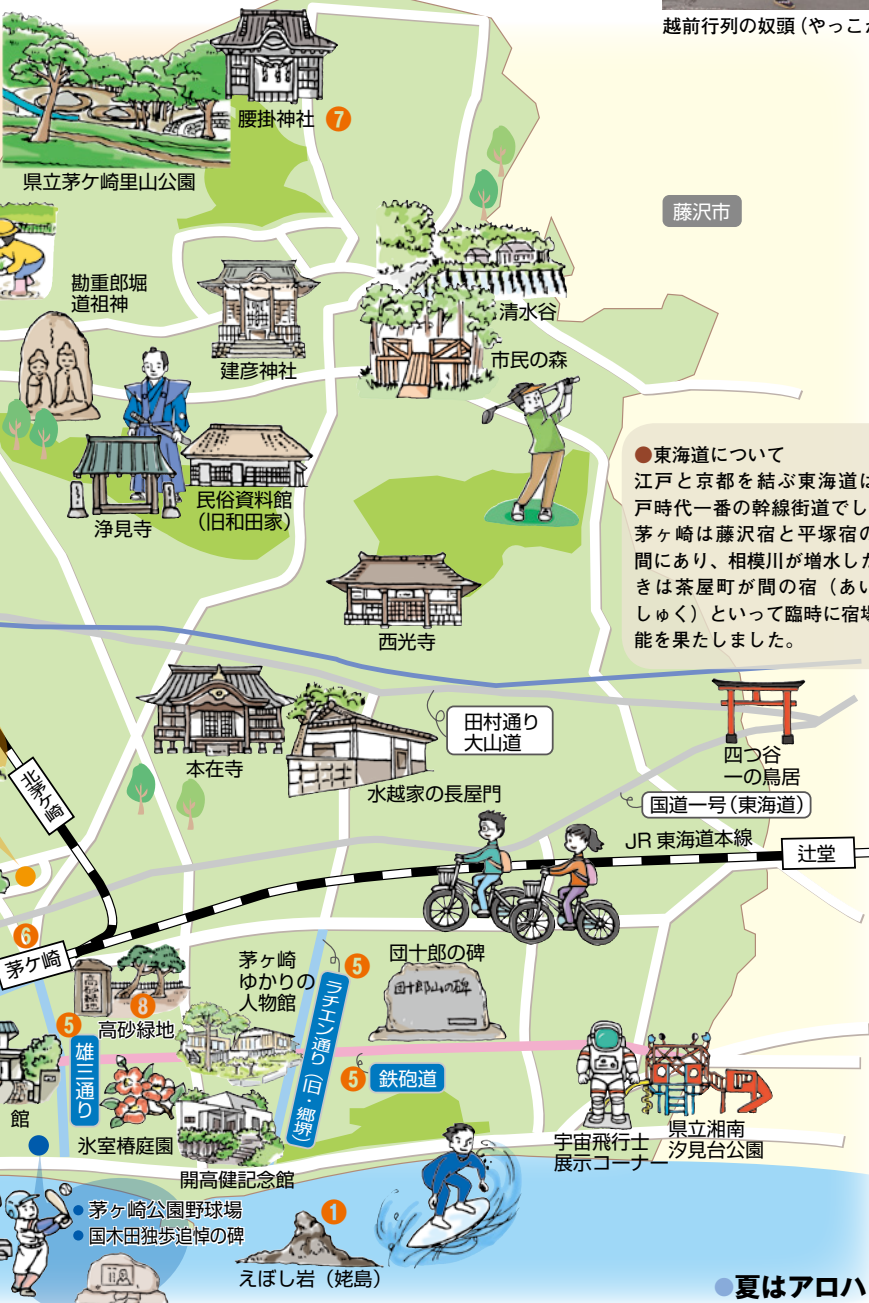 越前行列の奴頭（やっこ
腰掛神社 7
県立茅ケ崎里山公園
藤沢市
勘重郎堀
道祖神
清水谷
市民の森
建彦神社
●東海道について
江戸と京都を結ぶ東海道は
戸時代一番の幹線街道でし
茅ヶ崎は藤沢宿と平塚宿の
間にあり、相模川が増水した
きは茶屋町が間の宿（あい
しゅく）といって臨時に宿場
能を果たしました。
民俗資料館
（旧和田家）
浄見寺
西光寺
田村通り
大山道
本在寺
四つ谷
一の鳥居
水越家の長屋門
北茅ケ崎
国道一号（東海道）
JR 東海道本線
辻堂
6
茅ケ崎
高砂緑地
8
高砂緑地
茅ヶ崎
ゆかりの
人物館
5
ラチエン通り（旧・郷堺）
団十郎の碑
団十郎山の碑
5
雄三通り
5 鉄砲道
館
氷室椿庭園
開高健記念館
宇宙飛行士
展示コーナー
県立湘南
汐見台公園
●茅ヶ崎公園野球場
●国木田独歩追悼の碑
1
えぼし岩（姥島）
●夏はアロハ